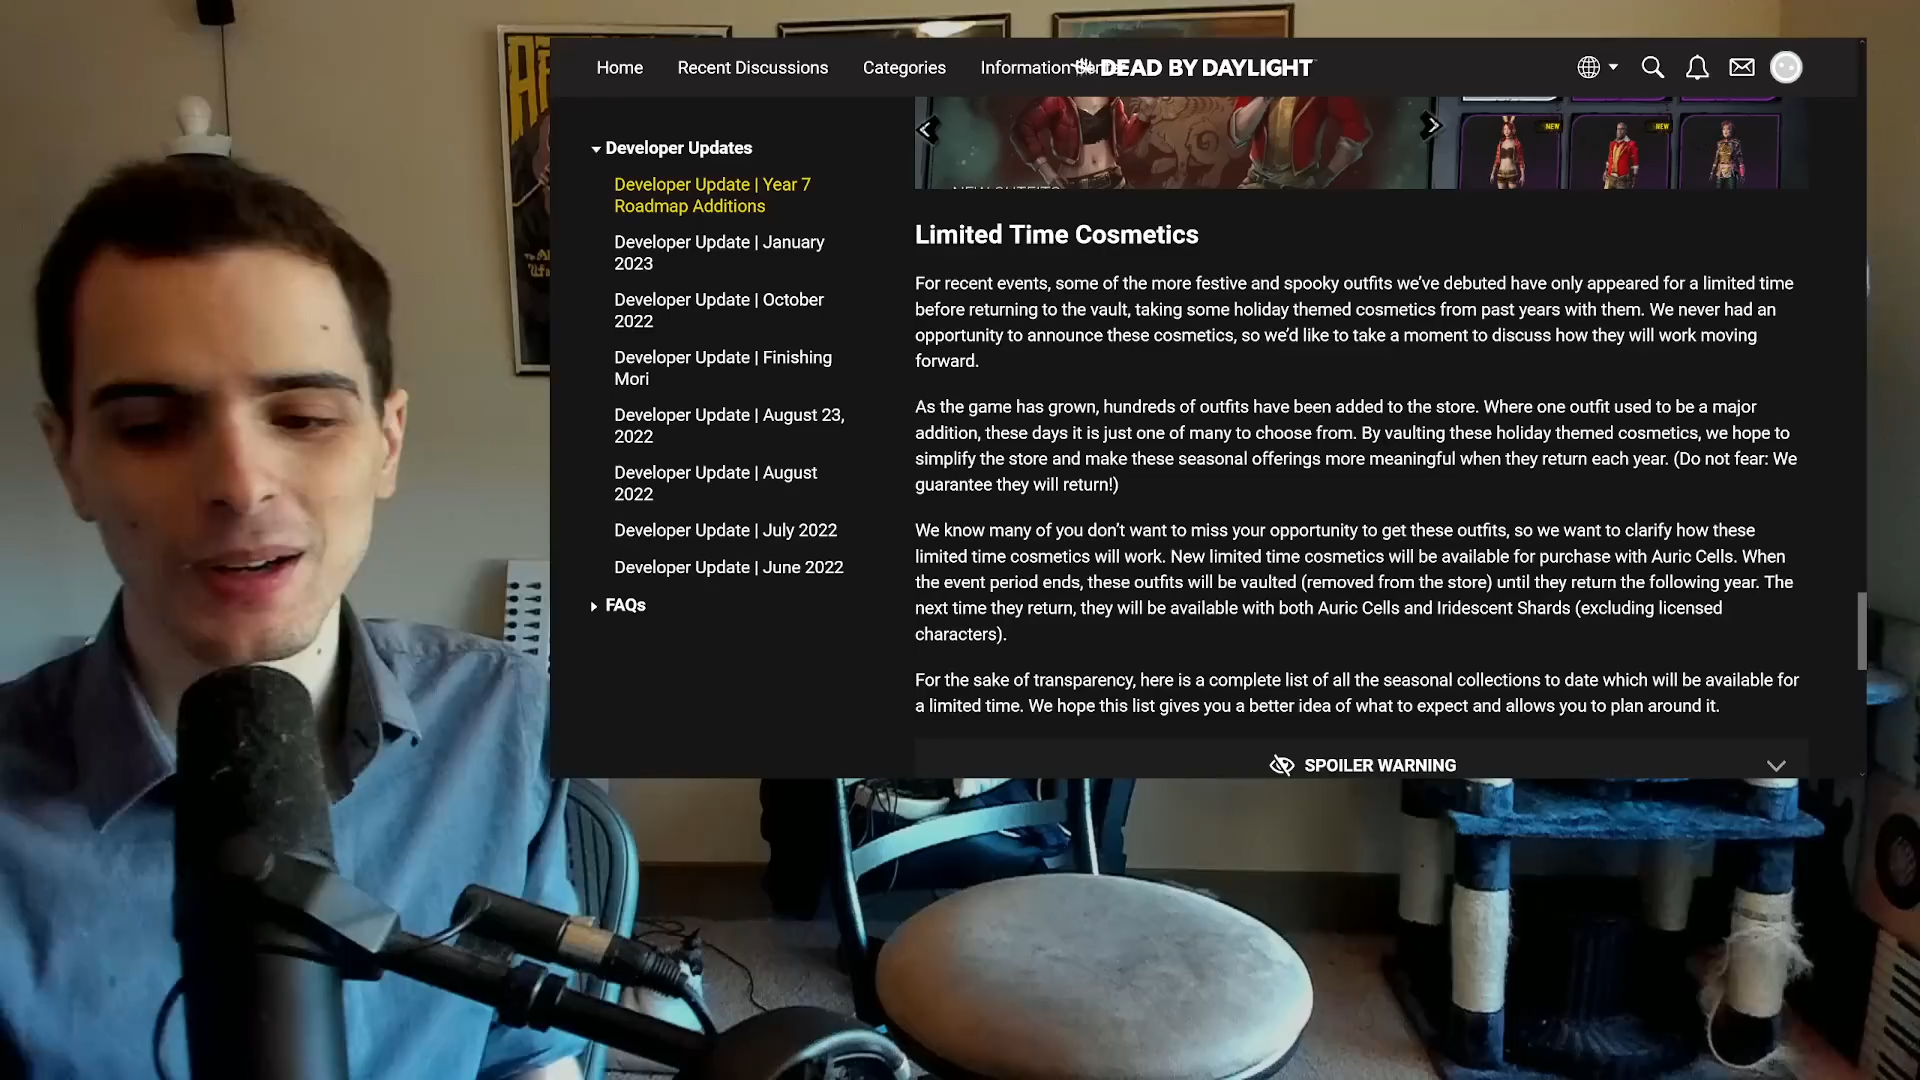 Home
Recent Discussions
Categories
Information
DEAD BY DAYLIGHT
Developer Updates
Developer Update | Year 7
Roadmap Additions
Developer Update | January
2023
Developer Update | October
2022
Developer Update | Finishing
Mori
Developer Update | August 23,
2022
Developer Update | August
2022
Developer Update | July 2022
Developer Update | June 2022
FAQs
NEW
NEW
NEW OUTFITS
Limited Time Cosmetics
For recent events, some of the more festive and spooky outfits we’ve debuted have only appeared for a limited time
before returning to the vault, taking some holiday themed cosmetics from past years with them. We never had an
opportunity to announce these cosmetics, so we’d like to take a moment to discuss how they will work moving
forward.
As the game has grown, hundreds of outfits have been added to the store. Where one outfit used to be a major
addition, these days it is just one of many to choose from. By vaulting these holiday themed cosmetics, we hope to
simplify the store and make these seasonal offerings more meaningful when they return each year. (Do not fear: We
guarantee they will return!)
We know many of you don’t want to miss your opportunity to get these outfits, so we want to clarify how these
limited time cosmetics will work. New limited time cosmetics will be available for purchase with Auric Cells. When
the event period ends, these outfits will be vaulted (removed from the store) until they return the following year. The
next time they return, they will be available with both Auric Cells and Iridescent Shards (excluding licensed
characters).
For the sake of transparency, here is a complete list of all the seasonal collections to date which will be available for
a limited time. We hope this list gives you a better idea of what to expect and allows you to plan around it.
SPOILER WARNING